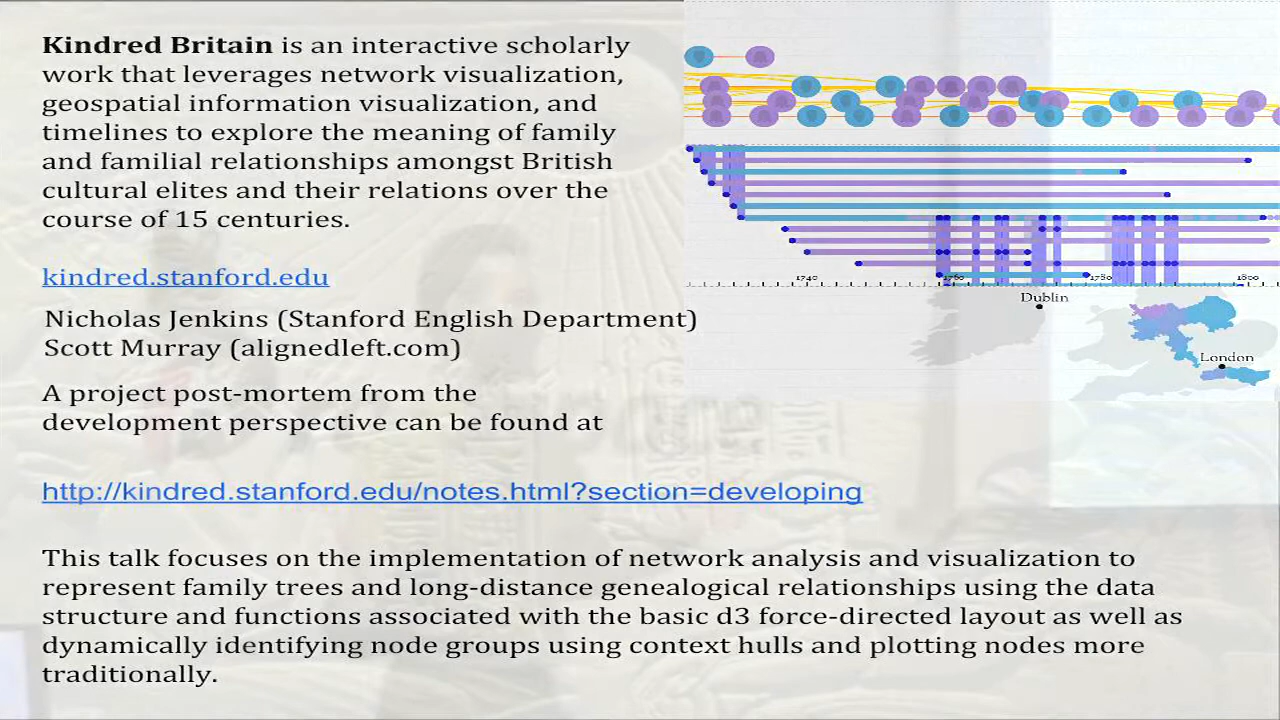 Kindred Britain is an interactive scholarly
work that leverages network visualization,
geospatial information visualization, and
timelines to explore the meaning of family
and familial relationships amongst British
cultural elites and their relations over the
course of 15 centuries.
kindred.stanford.edu
Nicholas Jenkins (Stanford English Department)
Scott Murray (alignedleft.com)
A project post-mortem from the
development perspective can be found at
http://kindred.stanford.edu/notes.html?section=developing
This talk focuses on the implementation of network analysis and visualization to
represent family trees and long-distance genealogical relationships using the data
structure and functions associated with the basic d3 force-directed layout as well as
dynamically identifying node groups using context hulls and plotting nodes more
traditionally.
1740 1760 1780 1800
Dublin
London